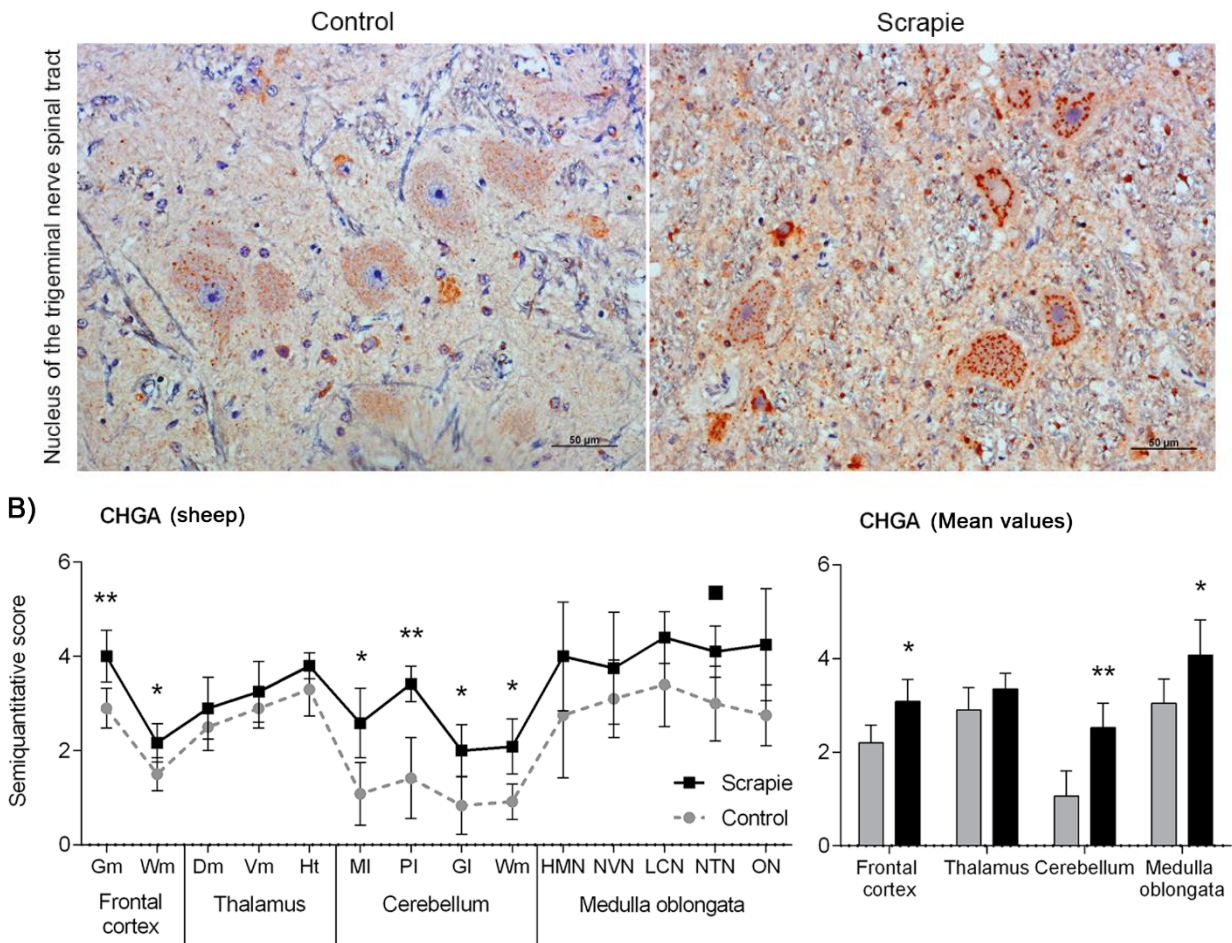 Control
Scrapie
Nucleus of the trigeminal nerve spinal tract
50 µm
50 µm
B)
CHGA (sheep)
Semiquantitative score
6
4
2
0
**
*
*
**
*
*
■
Scrapie
Control
Gm Wm Dm Vm Ht Ml Pl Gl Wm HMN NVN LCN NTN ON
Frontal cortex
Thalamus
Cerebellum
Medulla oblongata
CHGA (Mean values)
6
4
2
0
*
**
*
Frontal cortex
Thalamus
Cerebellum
Medulla oblongata